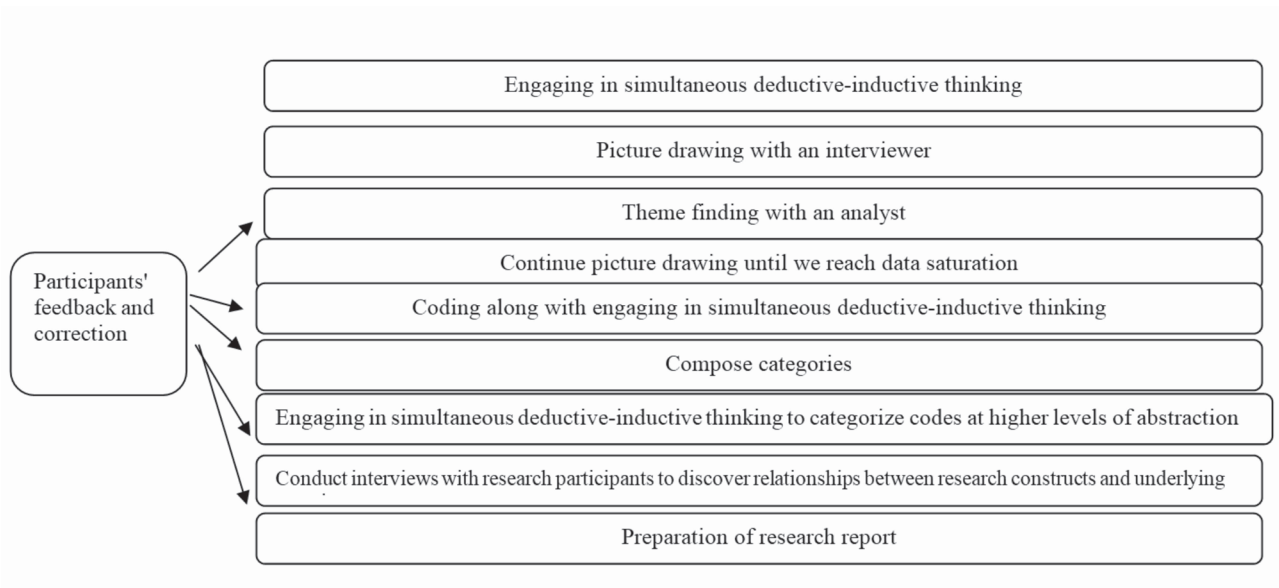 Engaging in simultaneous deductive-inductive thinking
Picture drawing with an interviewer
Theme finding with an analyst
Continue picture drawing until we reach data saturation
Coding along with engaging in simultaneous deductive-inductive thinking
Compose categories
Engaging in simultaneous deductive-inductive thinking to categorize codes at higher levels of abstraction
Conduct interviews with research participants to discover relationships between research constructs and underlying
Preparation of research report
Participants'
feedback and
correction